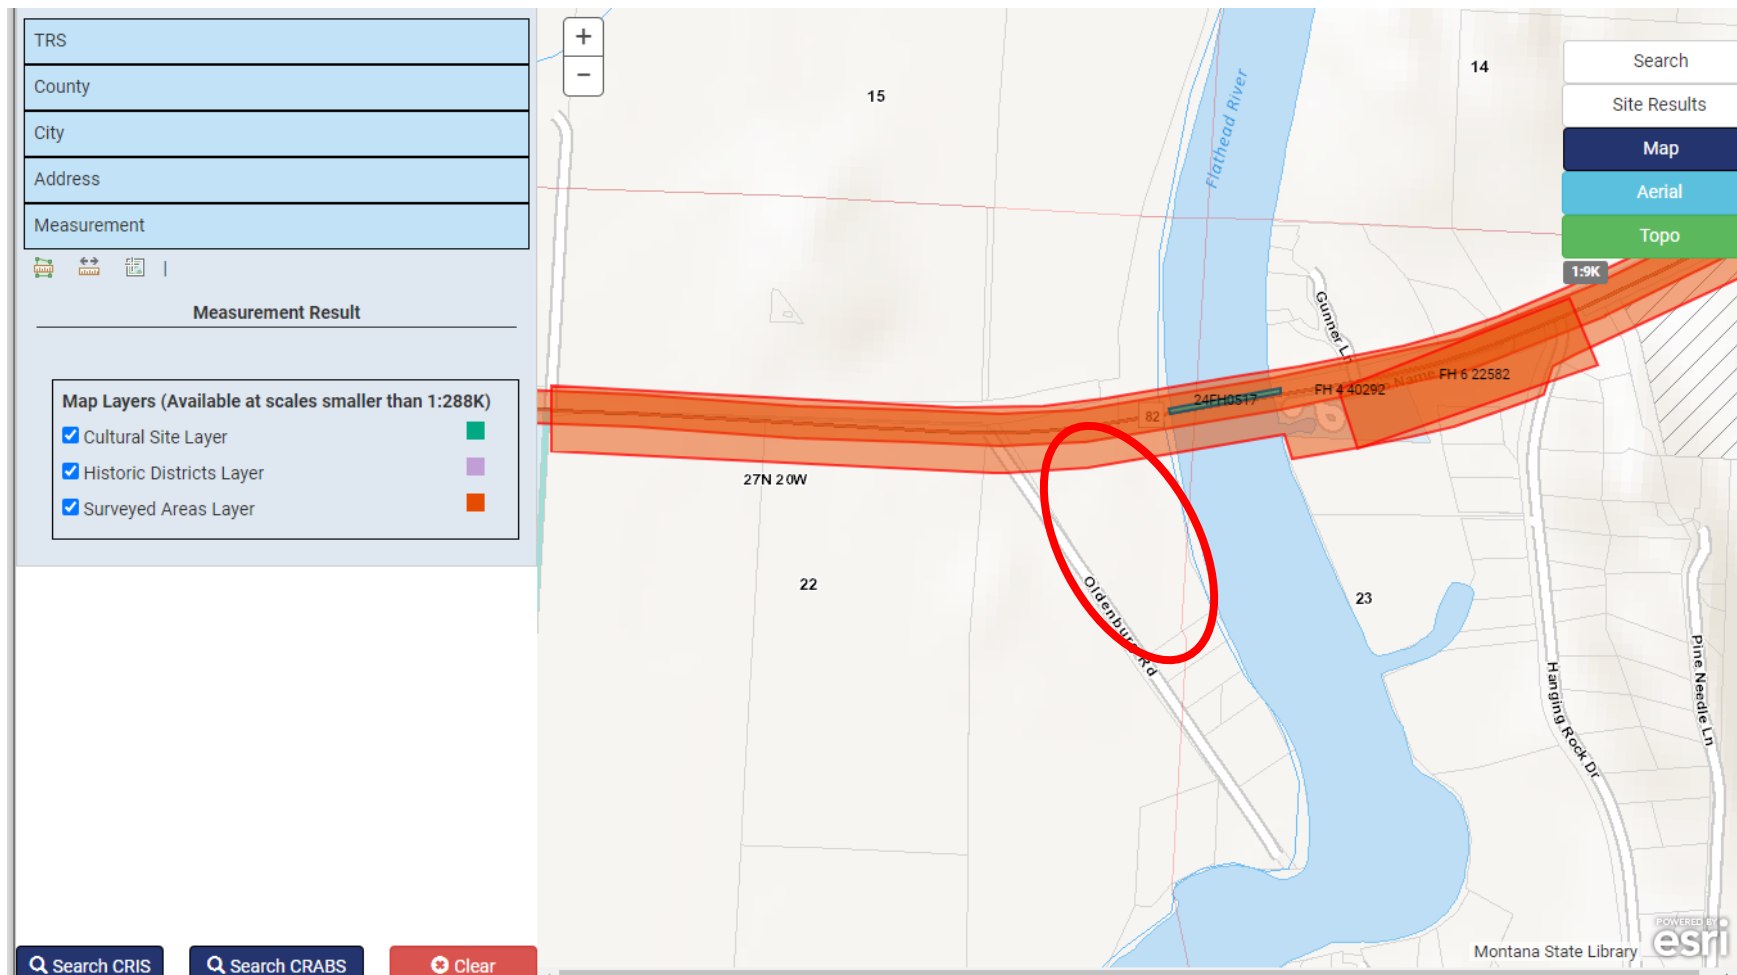 TRS
County
City
Address
Measurement
Measurement Result
Map Layers (Available at scales smaller than 1:288K)
Cultural Site Layer
Historic Districts Layer
Surveyed Areas Layer
Search CRIS
Search CRABS
Clear
+
−
15
14
Flathead River
Search
Site Results
Map
Aerial
Topo
1:9K
Gunner Ln
FH 6 22582
FH 4 40292
24FH0517
82
27N 20W
22
23
Oldenburg Rd
Hanging Rock Dr
Pine Needle Ln
Montana State Library
POWERED BY
esri